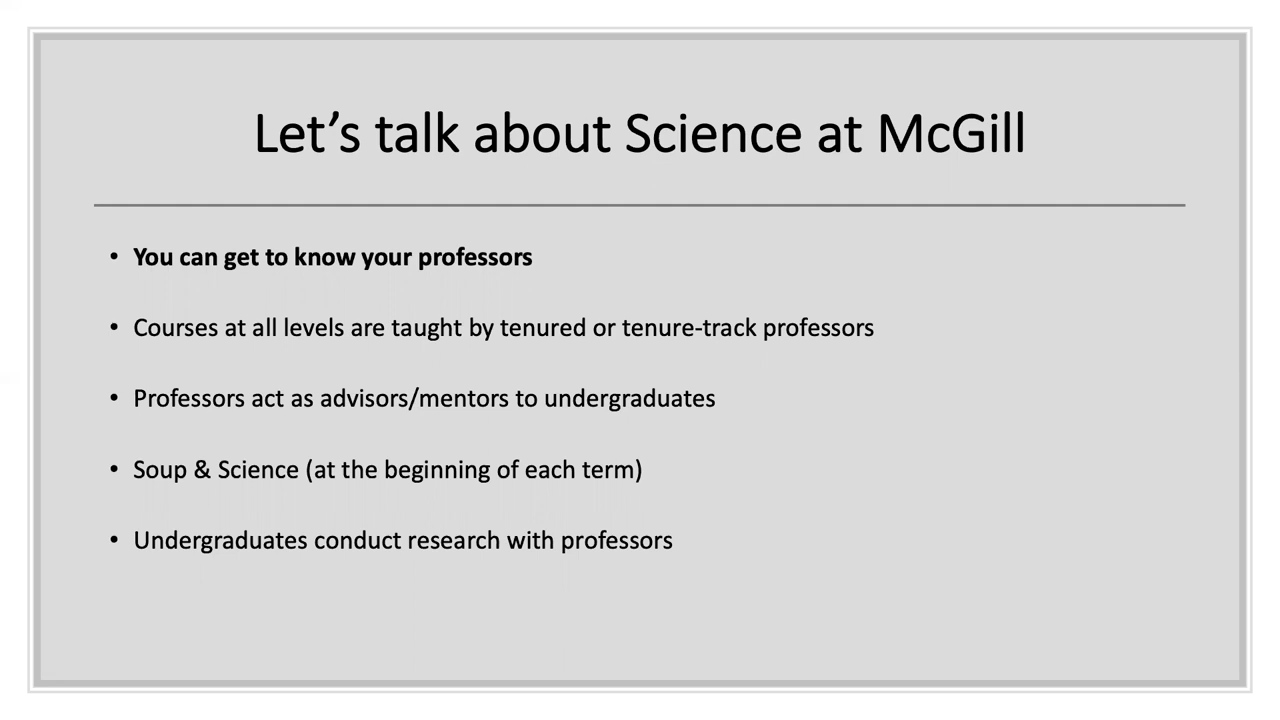 Let's talk about Science at McGill
• You can get to know your professors
• Courses at all levels are taught by tenured or tenure-track professors
• Professors act as advisors/mentors to undergraduates
• Soup & Science (at the beginning of each term)
• Undergraduates conduct research with professors